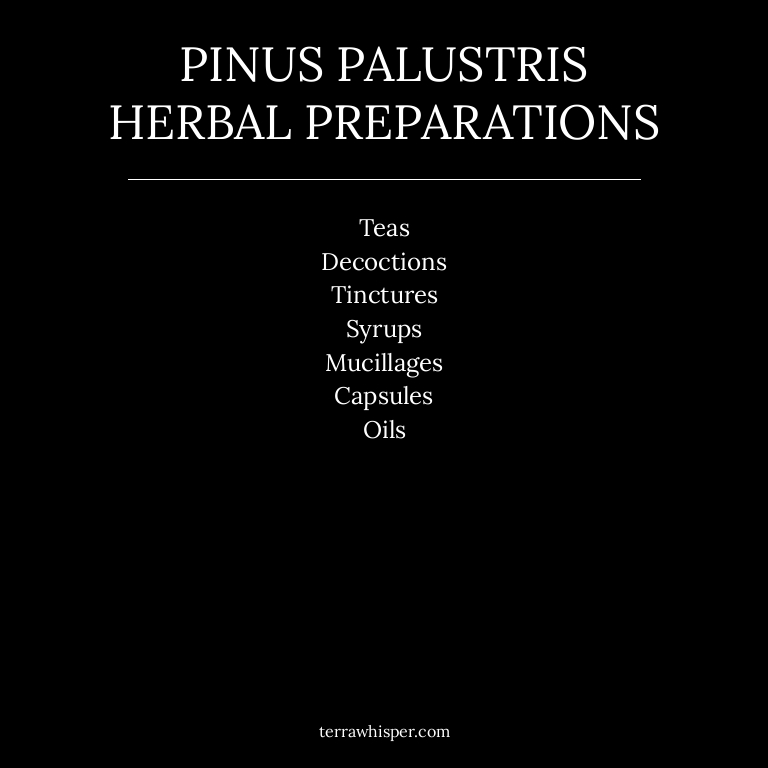 PINUS PALUSTRIS
HERBAL PREPARATIONS
Teas
Decoctions
Tinctures
Syrups
Mucillages
Capsules
Oils
terrawhisper.com